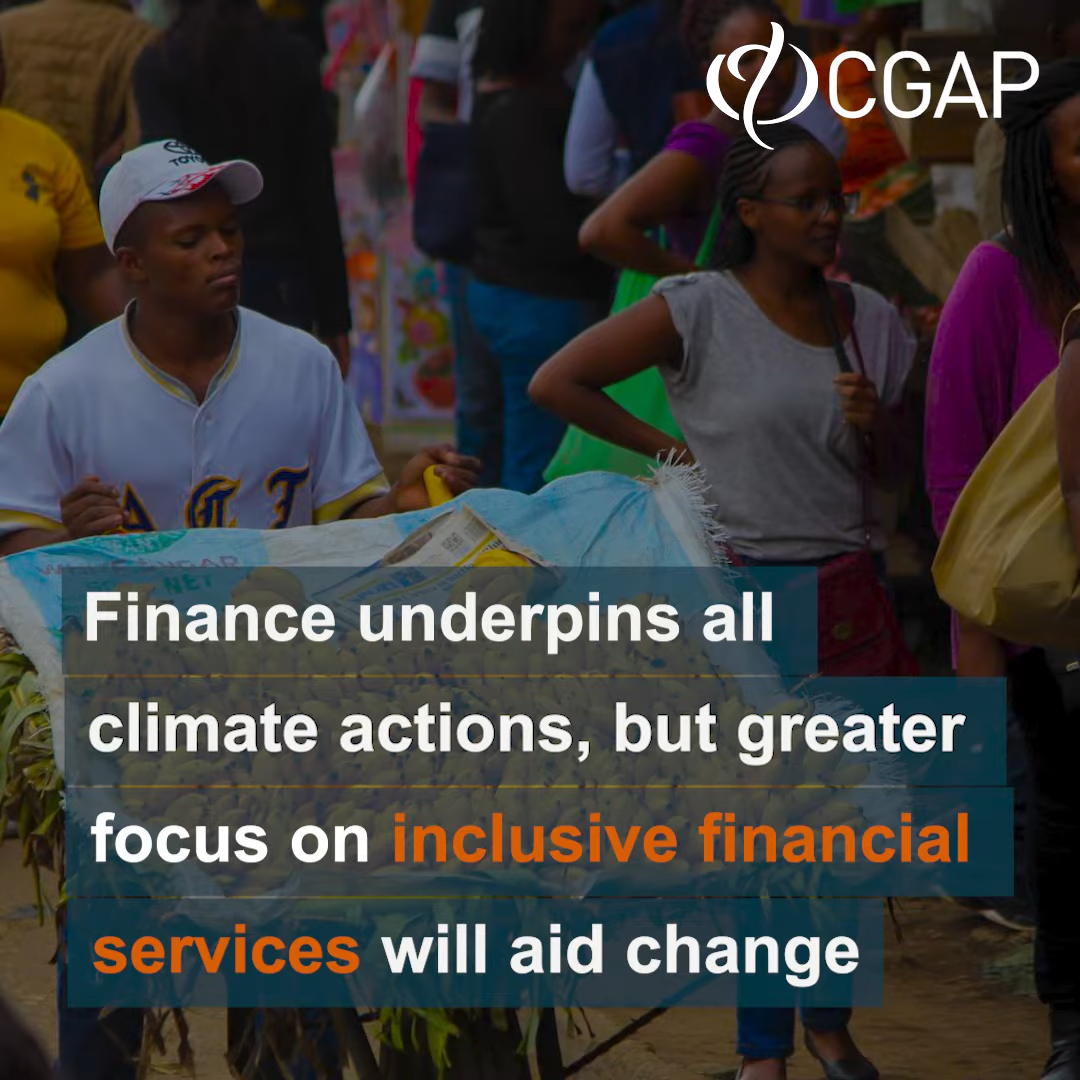 CGAP
Finance underpins all
climate actions, but greater
focus on inclusive financial
services will aid change